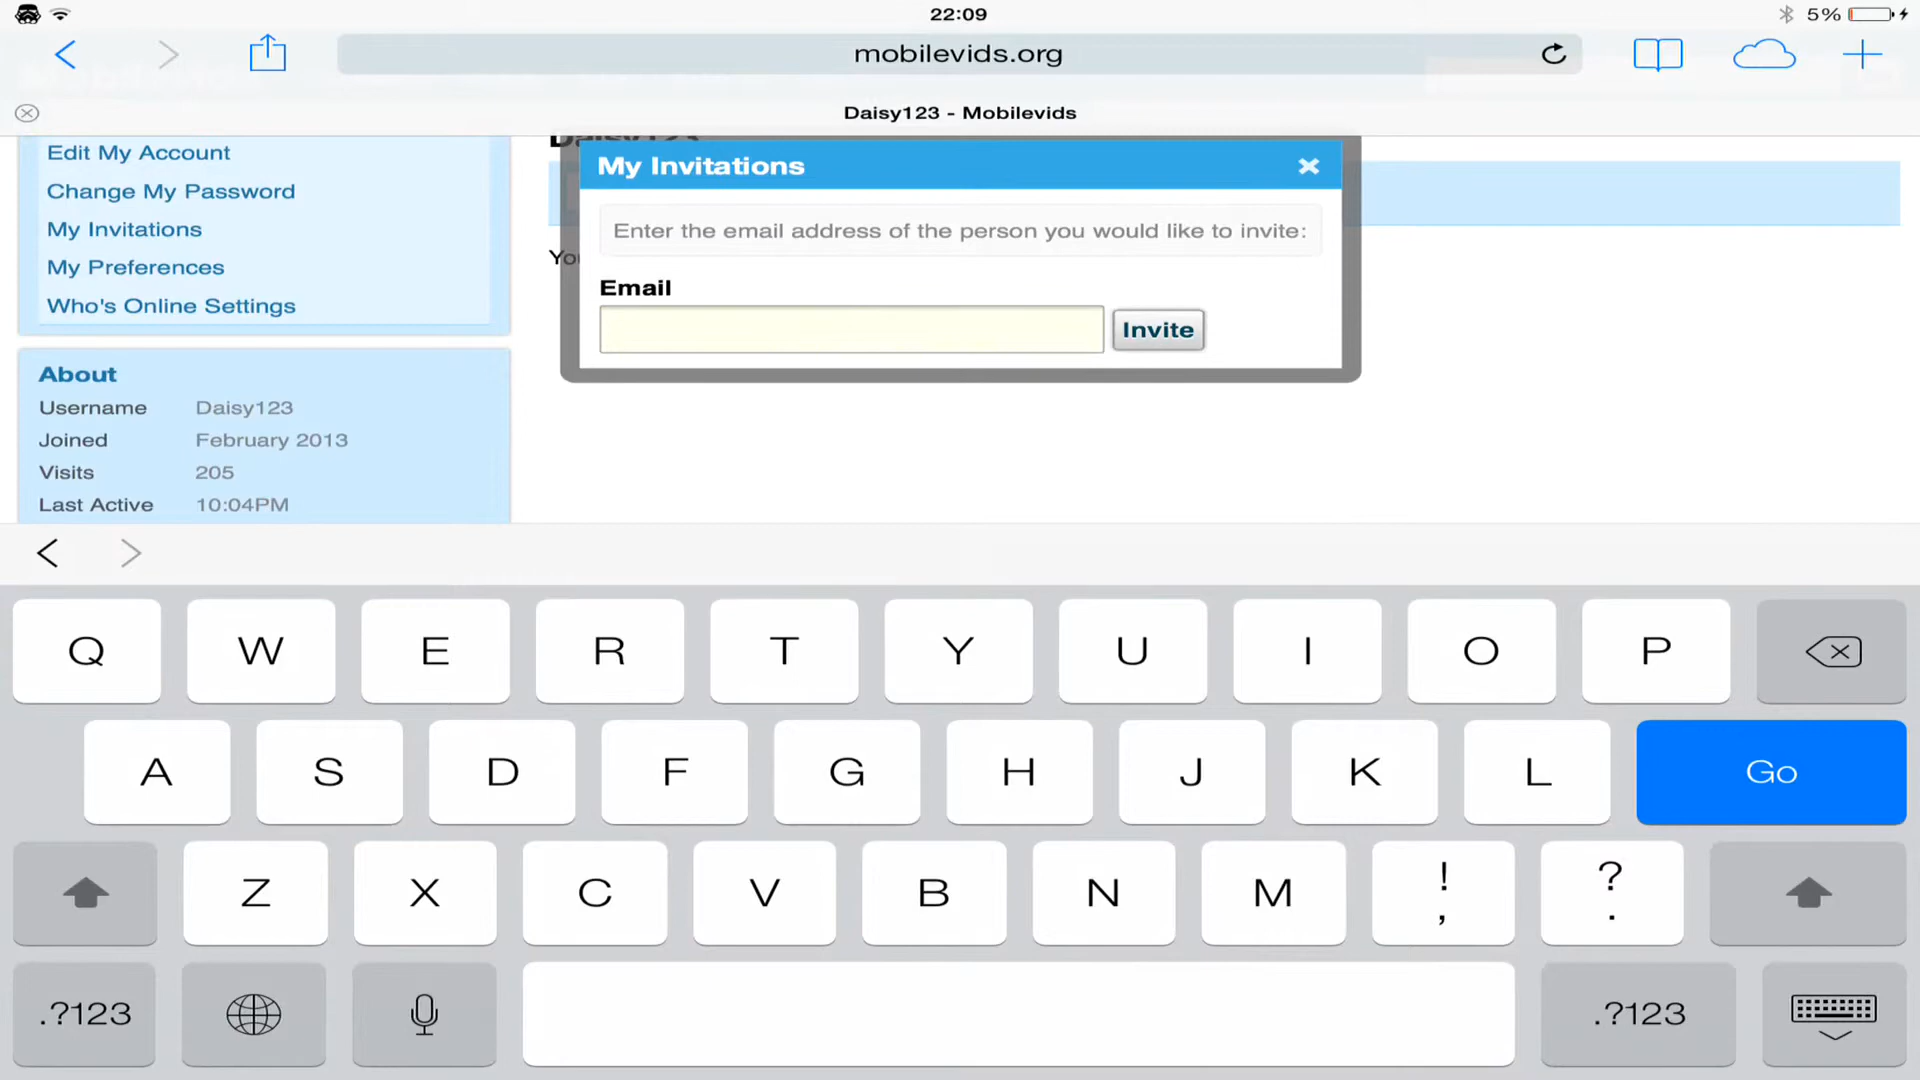 22:09
5%
mobilevids.org
Daisy123 - Mobilevids
Edit My Account
Change My Password
My Invitations
My Preferences
Who's Online Settings
About
Username Daisy123
Joined February 2013
Visits 205
Last Active 10:04PM
Daisy123
My Invitations
Enter the email address of the person you would like to invite:
Email
Invite
Q W E R T Y U I O P
A S D F G H J K L Go
Z X C V B N M ! , ? .
.?123 .?123